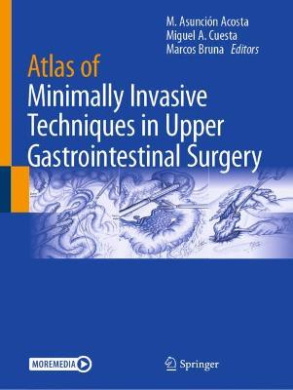 M. Asunción Acosta
Miguel A. Cuesta
Marcos Bruna Editors
Atlas of
Minimally Invasive
Techniques in Upper
Gastrointestinal Surgery
MOREMEDIA
Springer